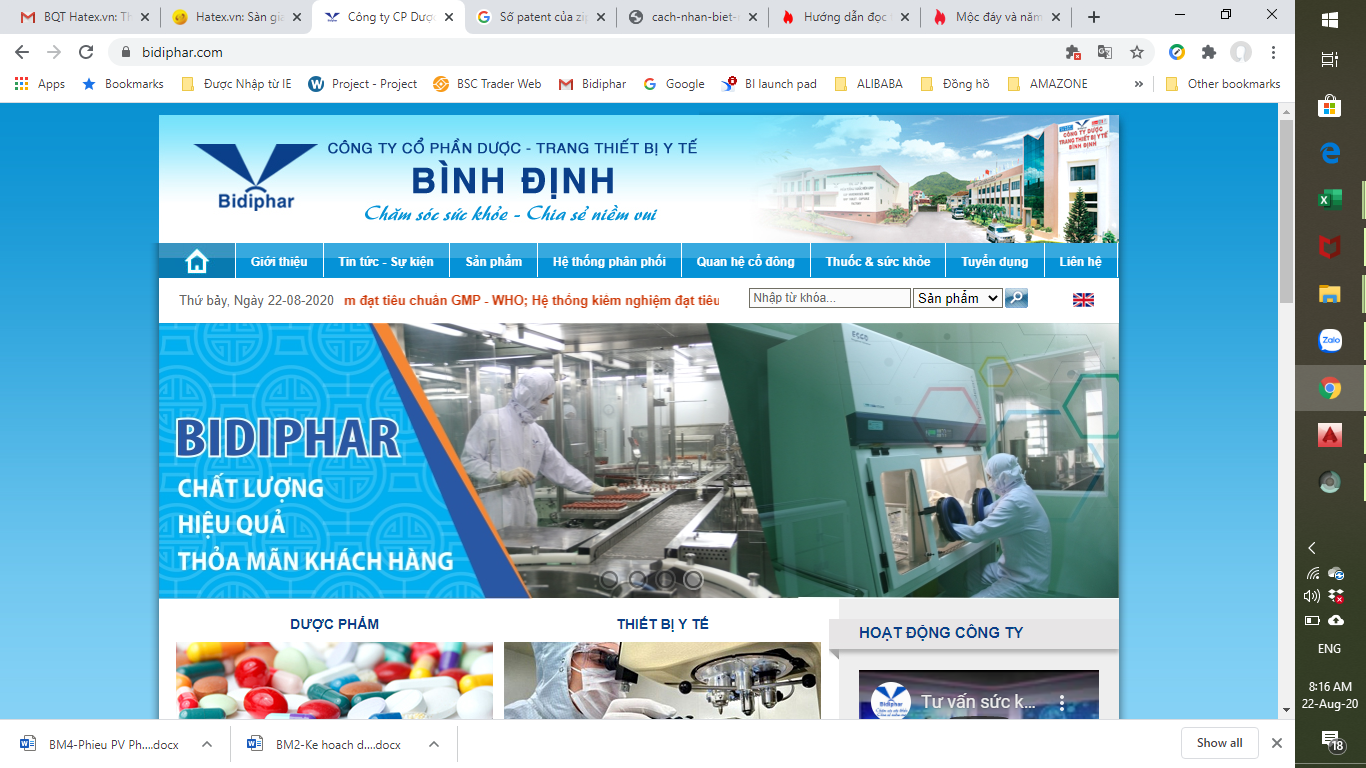 BQT Hatex.vn: Th
Hatex.vn: Sàn gia
Công ty CP Dược
Số patent của zip
cach-nhan-biet-
Hướng dẫn đọc
Mộc đáy và năm
bidiphar.com
Apps
Bookmarks
Được Nhập từ IE
Project - Project
BSC Trader Web
Bidiphar
Google
BI launch pad
ALIBABA
Đồng hồ
AMAZONE
»
Other bookmarks
CÔNG TY CỔ PHẦN DƯỢC - TRANG THIẾT BỊ Y TẾ
BÌNH ĐỊNH
Chăm sóc sức khỏe - Chia sẻ niềm vui
Bidiphar
CÔNG TY DƯỢC
TRANG THIẾT BỊ Y TẾ
BÌNH ĐỊNH
Giới thiệu
Tin tức - Sự kiện
Sản phẩm
Hệ thống phân phối
Quan hệ cổ đông
Thuốc & sức khỏe
Tuyển dụng
Liên hệ
Thứ bảy, Ngày 22-08-2020
m đạt tiêu chuẩn GMP - WHO; Hệ thống kiểm nghiệm đạt tiêu
Nhập từ khóa...
Sản phẩm
ESCO
BIDIPHAR
CHẤT LƯỢNG
HIỆU QUẢ
THỎA MÃN KHÁCH HÀNG
DƯỢC PHẨM
THIẾT BỊ Y TẾ
HOẠT ĐỘNG CÔNG TY
Bidiphar
Tư vấn sức k...
BM4-Phieu PV Ph....docx
BM2-Ke hoach d....docx
Show all
Zalo
ENG
8:16 AM
22-Aug-20
18